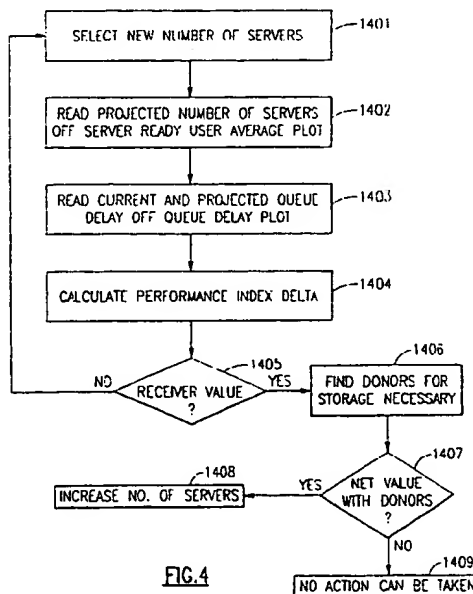 SELECT NEW NUMBER OF SERVERS
1401
READ PROJECTED NUMBER OF SERVERS
OFF SERVER READY USER AVERAGE PLOT
1402
READ CURRENT AND PROJECTED QUEUE
DELAY OFF QUEUE DELAY PLOT
1403
CALCULATE PERFORMANCE INDEX DELTA
1404
1405
NO
RECEIVER VALUE
?
YES
1406
FIND DONORS FOR
STORAGE NECESSARY
1407
NET VALUE
WITH DONORS
?
YES
1408
INCREASE NO. OF SERVERS
NO
1409
NO ACTION CAN BE TAKEN
FIG.4